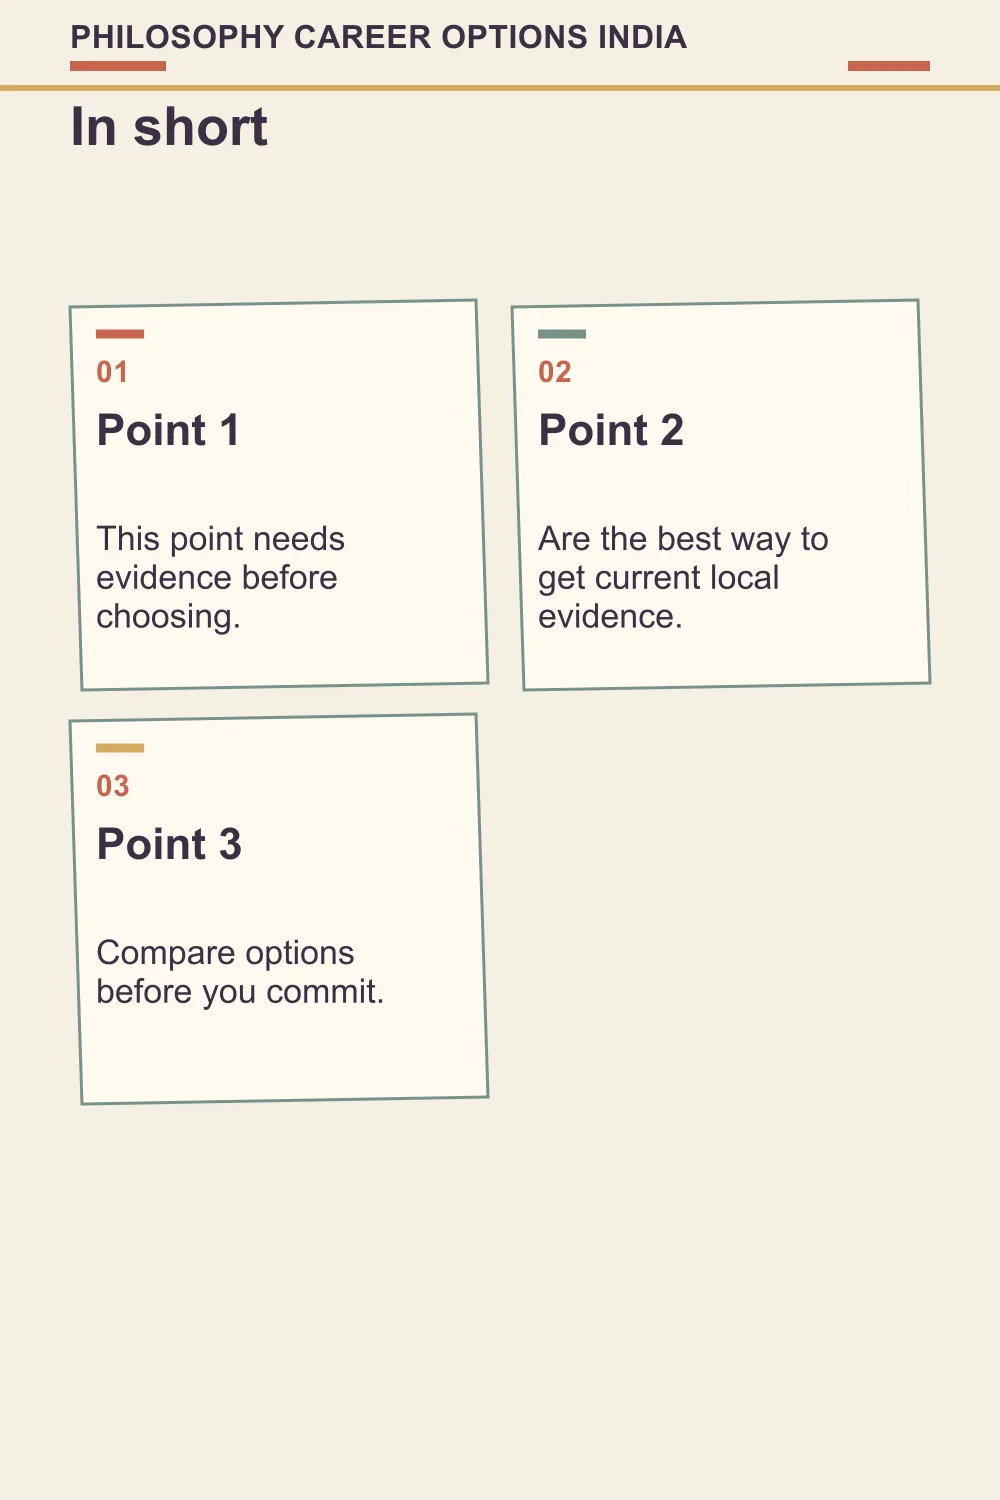 PHILOSOPHY CAREER OPTIONS INDIA
In short
01
Point 1
This point needs
evidence before
choosing.
02
Point 2
Are the best way to
get current local
evidence.
03
Point 3
Compare options
before you commit.